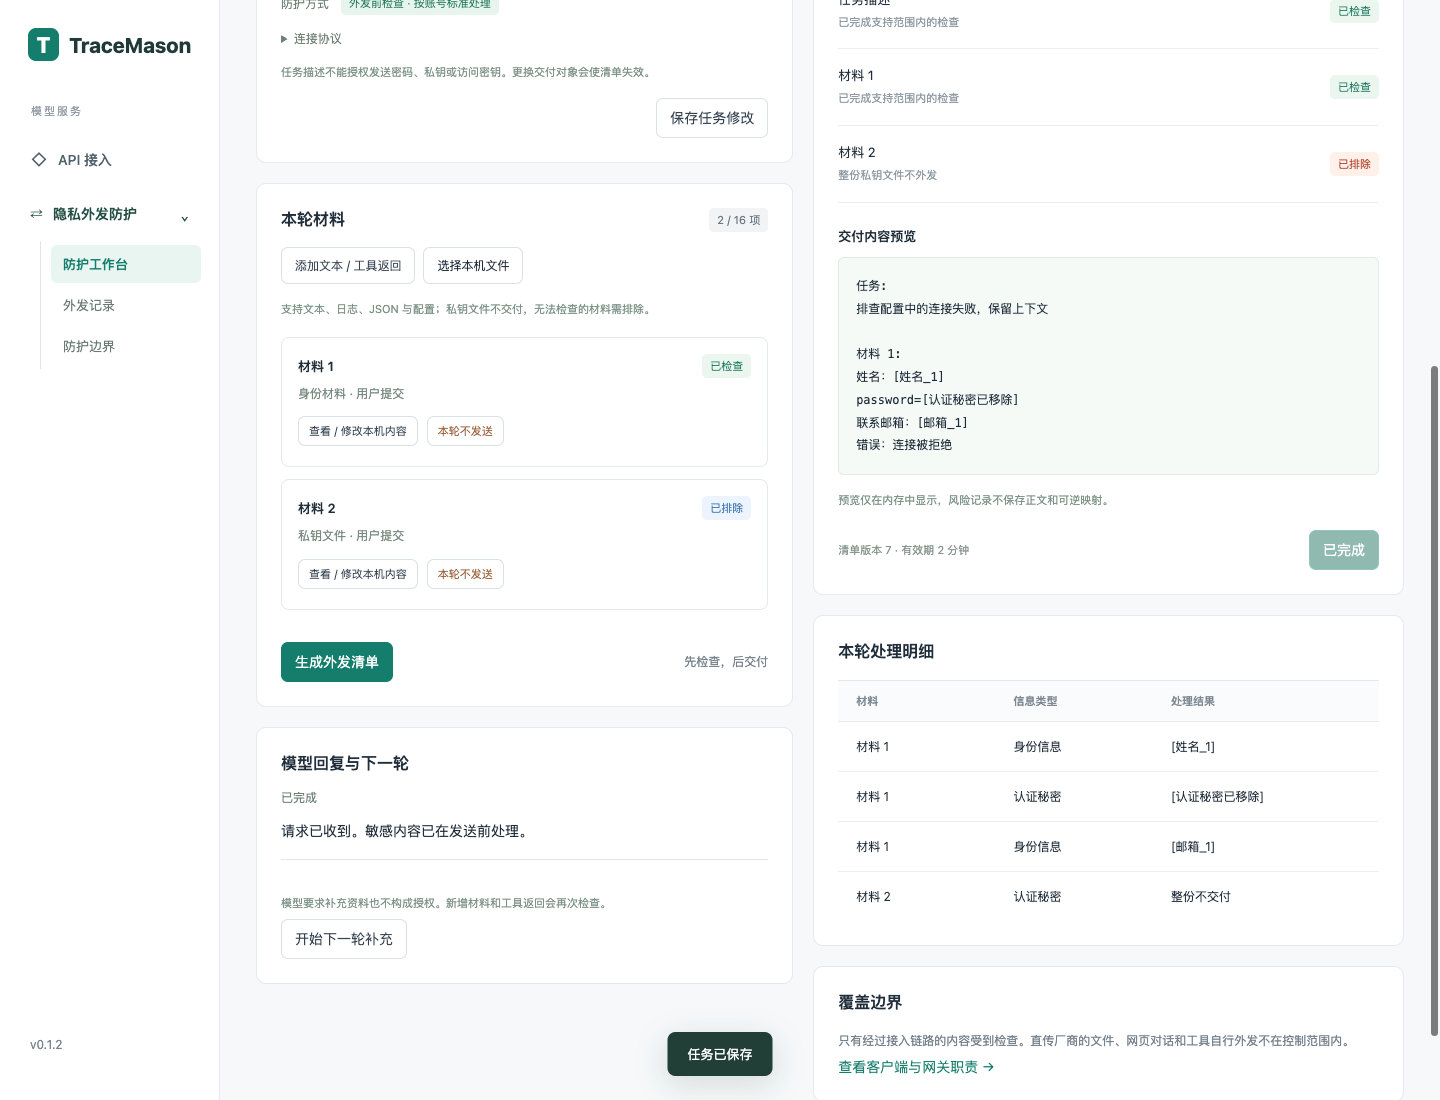 T TraceMason
模型服务
API 接入
隐私外发防护
防护工作台
外发记录
防护边界
v0.1.2
防护方式 外发前检查 · 按账号标准处理
连接协议
任务描述不能授权发送密码、私钥或访问密钥。更换交付对象会使清单失效。
保存任务修改
本轮材料 2 / 16 项
添加文本 / 工具返回 选择本机文件
支持文本、日志、JSON 与配置；私钥文件不交付，无法检查的材料需排除。
材料 1 已检查
身份材料 · 用户提交
查看 / 修改本机内容 本轮不发送
材料 2 已排除
私钥文件 · 用户提交
查看 / 修改本机内容 本轮不发送
生成外发清单 先检查，后交付
模型回复与下一轮
已完成
请求已收到。敏感内容已在发送前处理。
模型要求补充资料也不构成授权。新增材料和工具返回会再次检查。
开始下一轮补充
任务已保存
任务描述 已检查
已完成支持范围内的检查
材料 1 已检查
已完成支持范围内的检查
材料 2 已排除
整份私钥文件不外发
交付内容预览
任务:
排查配置中的连接失败，保留上下文
材料 1:
姓名: [姓名_1]
password=[认证秘密已移除]
联系邮箱: [邮箱_1]
错误: 连接被拒绝
预览仅在内存中显示，风险记录不保存正文和可逆映射。
清单版本 7 · 有效期 2 分钟 已完成
本轮处理明细
材料 信息类型 处理结果
材料 1 身份信息 [姓名_1]
材料 1 认证秘密 [认证秘密已移除]
材料 1 身份信息 [邮箱_1]
材料 2 认证秘密 整份不交付
覆盖边界
只有经过接入链路的内容受到检查。直传厂商的文件、网页对话和工具自行外发不在控制范围内。
查看客户端与网关职责 →